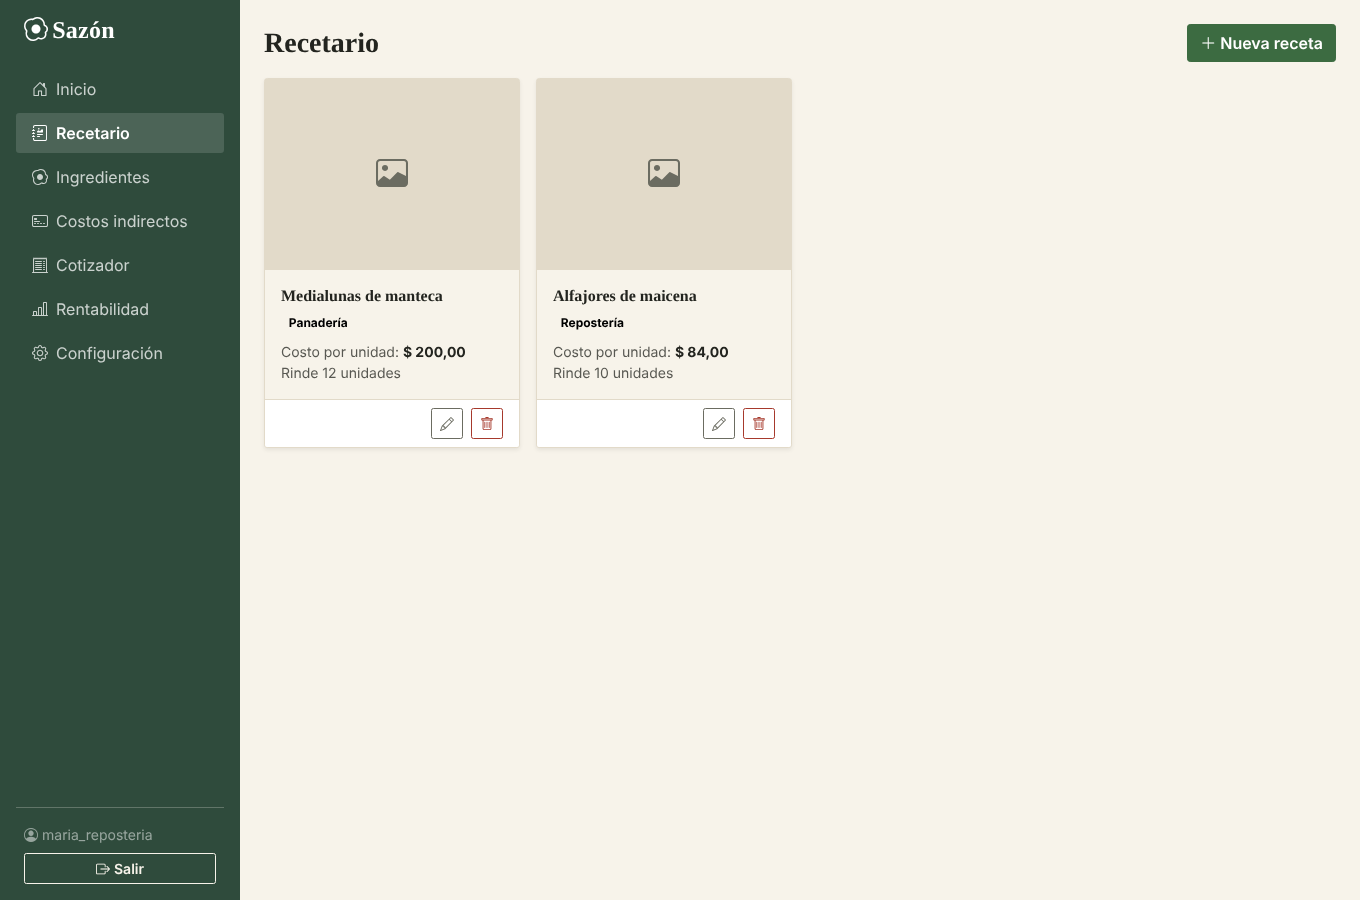 Sazón
Inicio
Recetario
Ingredientes
Costos indirectos
Cotizador
Rentabilidad
Configuración
maria_reposteria
Salir
Recetario
Nueva receta
Medialunas de manteca
Panadería
Costo por unidad: $ 200,00
Rinde 12 unidades
Alfajores de maicena
Repostería
Costo por unidad: $ 84,00
Rinde 10 unidades